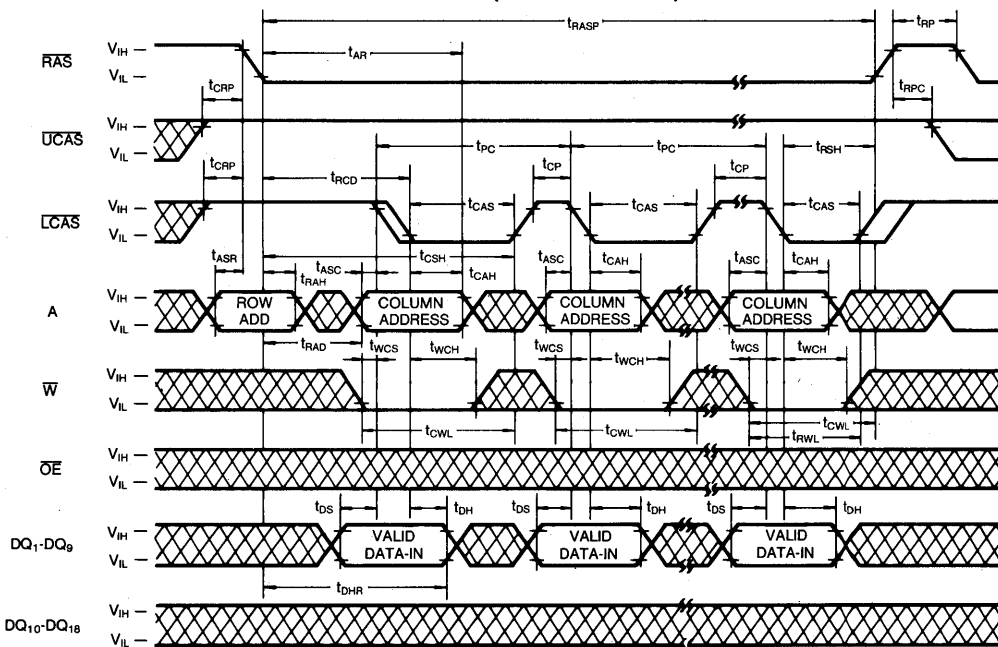 tRASP
tRP
tAR
RAS
VIH
VIL
tCRP
tRPC
UCAS
VIH
VIL
tPC
tPC
tRSH
tCRP
tRCD
tCP
tCP
LCAS
VIH
VIL
tCAS
tCAS
tCAS
tASR
tRAH
tASC
tCSH
tCAH
tASC
tCAH
tASC
tCAH
A
VIH
VIL
ROW ADD
COLUMN ADDRESS
COLUMN ADDRESS
COLUMN ADDRESS
tRAD
tWCS
tWCH
tWCS
tWCH
tWCS
tWCH
W
VIH
VIL
tCWL
tCWL
tCWL
tRWL
OE
VIH
VIL
tDS
tDH
tDS
tDH
tDS
tDH
DQ1-DQ9
VIH
VIL
VALID DATA-IN
VALID DATA-IN
VALID DATA-IN
tDHR
DQ10-DQ18
VIH
VIL